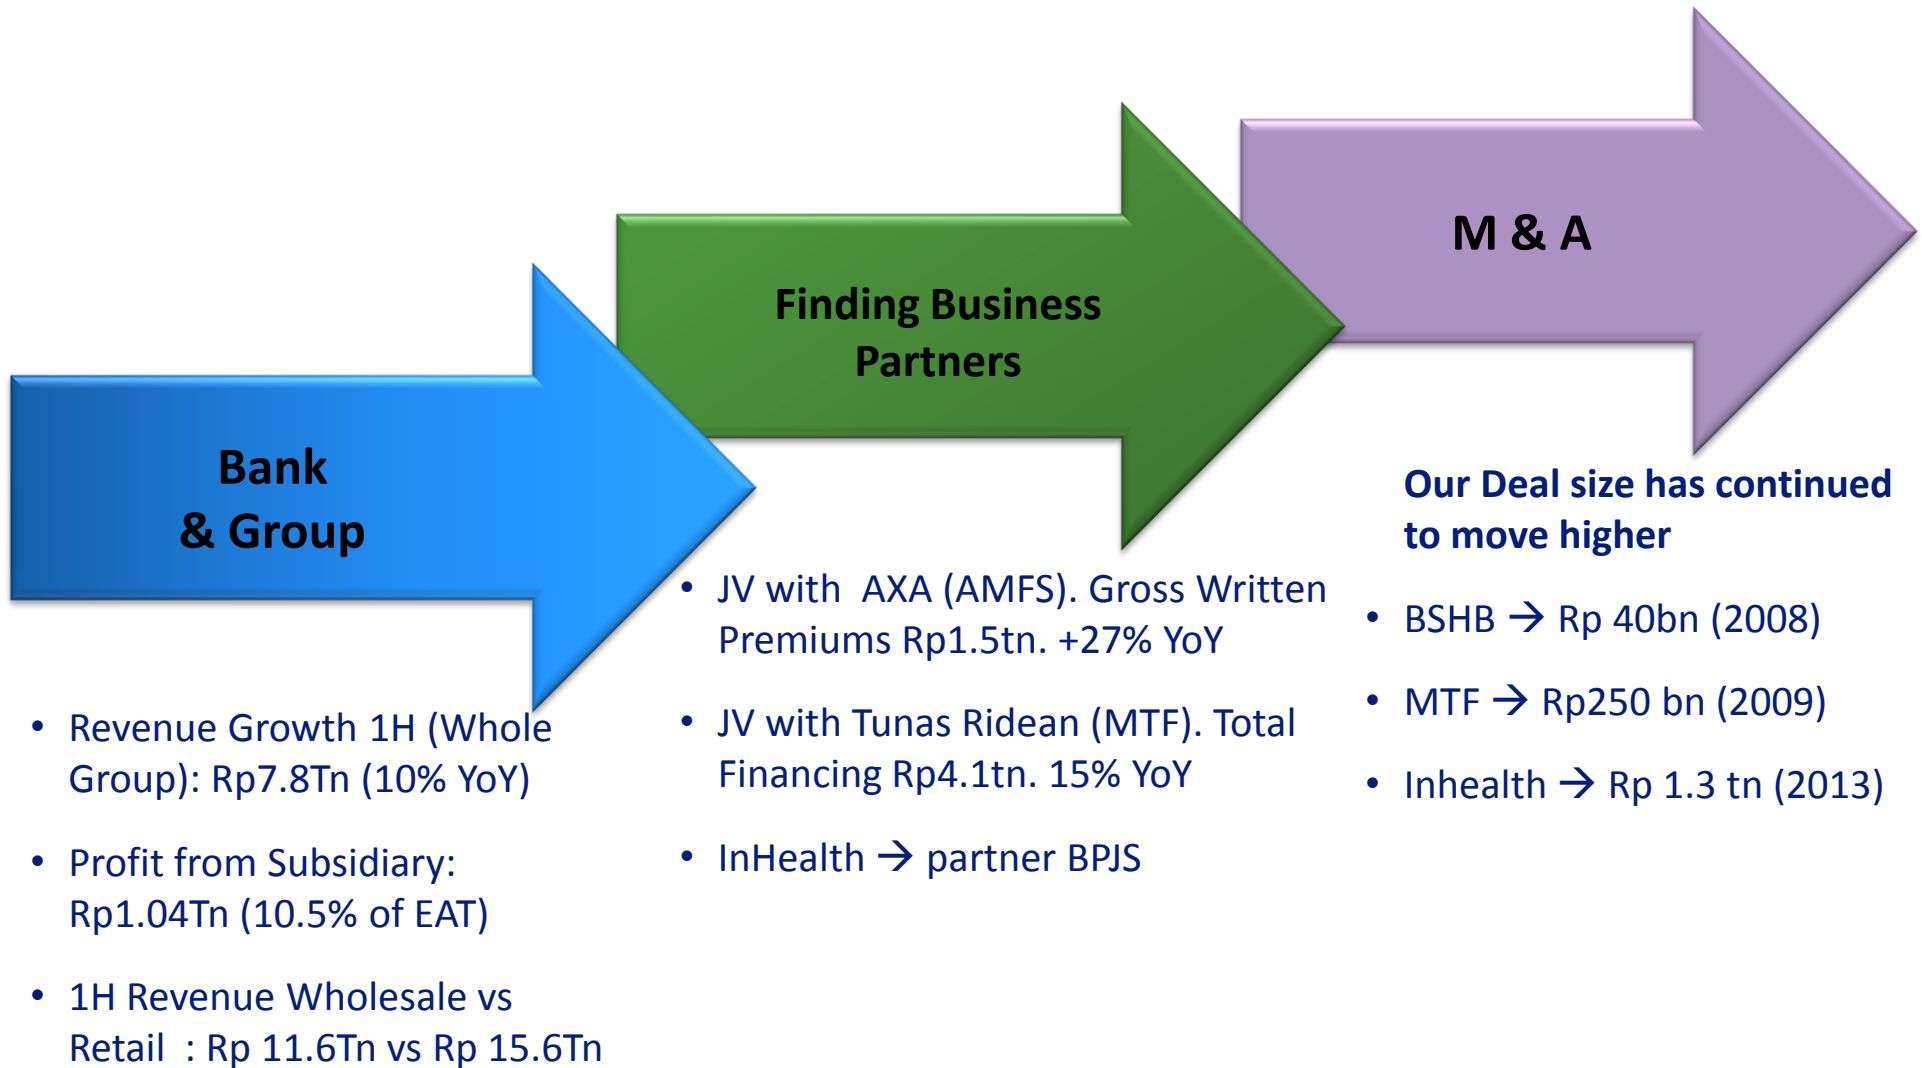 Bank
& Group
• Revenue Growth 1H (Whole
Group): Rp7.8Tn (10% YoY)
• Profit from Subsidiary:
Rp1.04Tn (10.5% of EAT)
• 1H Revenue Wholesale vs
Retail : Rp 11.6Tn vs Rp 15.6Tn
Finding Business
Partners
• JV with AXA (AMFS). Gross Written
Premiums Rp1.5tn. +27% YoY
• JV with Tunas Ridean (MTF). Total
Financing Rp4.1tn. 15% YoY
• InHealth → partner BPJS
M & A
Our Deal size has continued
to move higher
• BSHB → Rp 40bn (2008)
• MTF → Rp250 bn (2009)
• Inhealth → Rp 1.3 tn (2013)